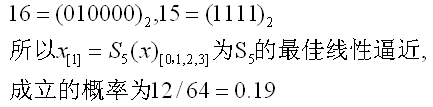 16 = (010000)₂,15 = (1111)₂
所以x[1] = S₅(x)[0,1,2,3]为S₅的最佳线性逼近,
成立的概率为12/64 = 0.19